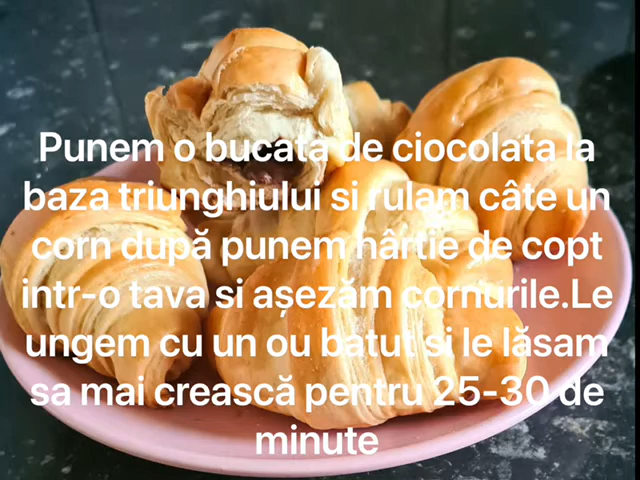 Punem o bucata de ciocolata la
baza triunghiului si rulam câte un
corn după punem hârtie de copt
intr-o tava si așezăm cornurile.Le
ungem cu un ou batut si le lăsam
sa mai crească pentru 25-30 de
minute